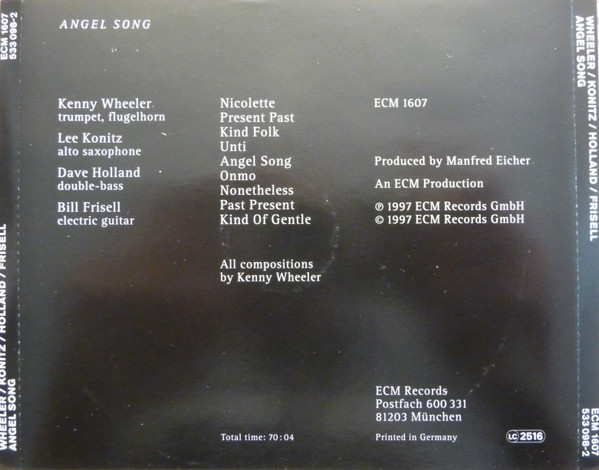 ANGEL SONG
Kenny Wheeler
trumpet, flugelhorn
Lee Konitz
alto saxophone
Dave Holland
double-bass
Bill Frisell
electric guitar
Nicolette
Present Past
Kind Folk
Unti
Angel Song
Onmo
Nonetheless
Past Present
Kind Of Gentle
All compositions
by Kenny Wheeler
Total time: 70:04
ECM 1607
Produced by Manfred Eicher
An ECM Production
℗ 1997 ECM Records GmbH
© 1997 ECM Records GmbH
ECM Records
Postfach 600 331
81203 München
Printed in Germany
LC 2516
ECM 1607
533 098-2
WHEELER / KONITZ / HOLLAND / FRISELL
ANGEL SONG
WHEELER / KONITZ / HOLLAND / FRISELL
ANGEL SONG
ECM 1607
533 098-2